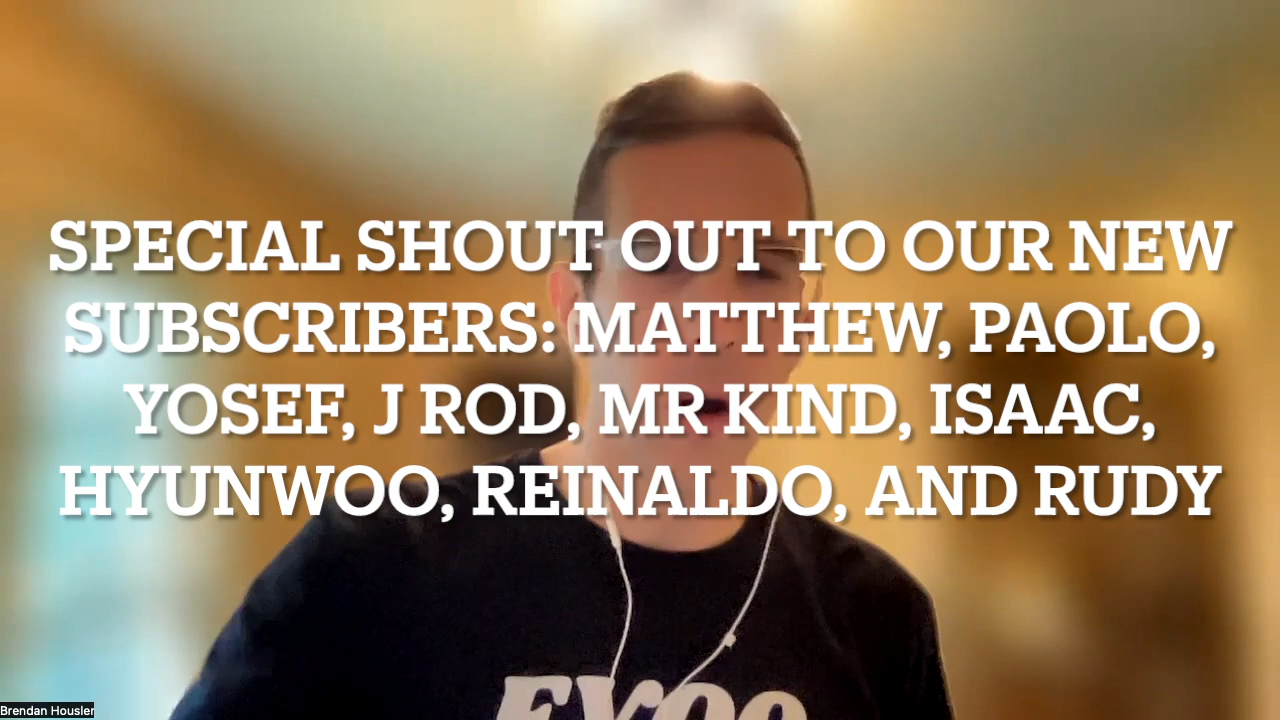 SPECIAL SHOUT OUT TO OUR NEW
SUBSCRIBERS: MATTHEW, PAOLO,
YOSEF, J ROD, MR KIND, ISAAC,
HYUNWOO, REINALDO, AND RUDY
EVOQ
Brendan Housler